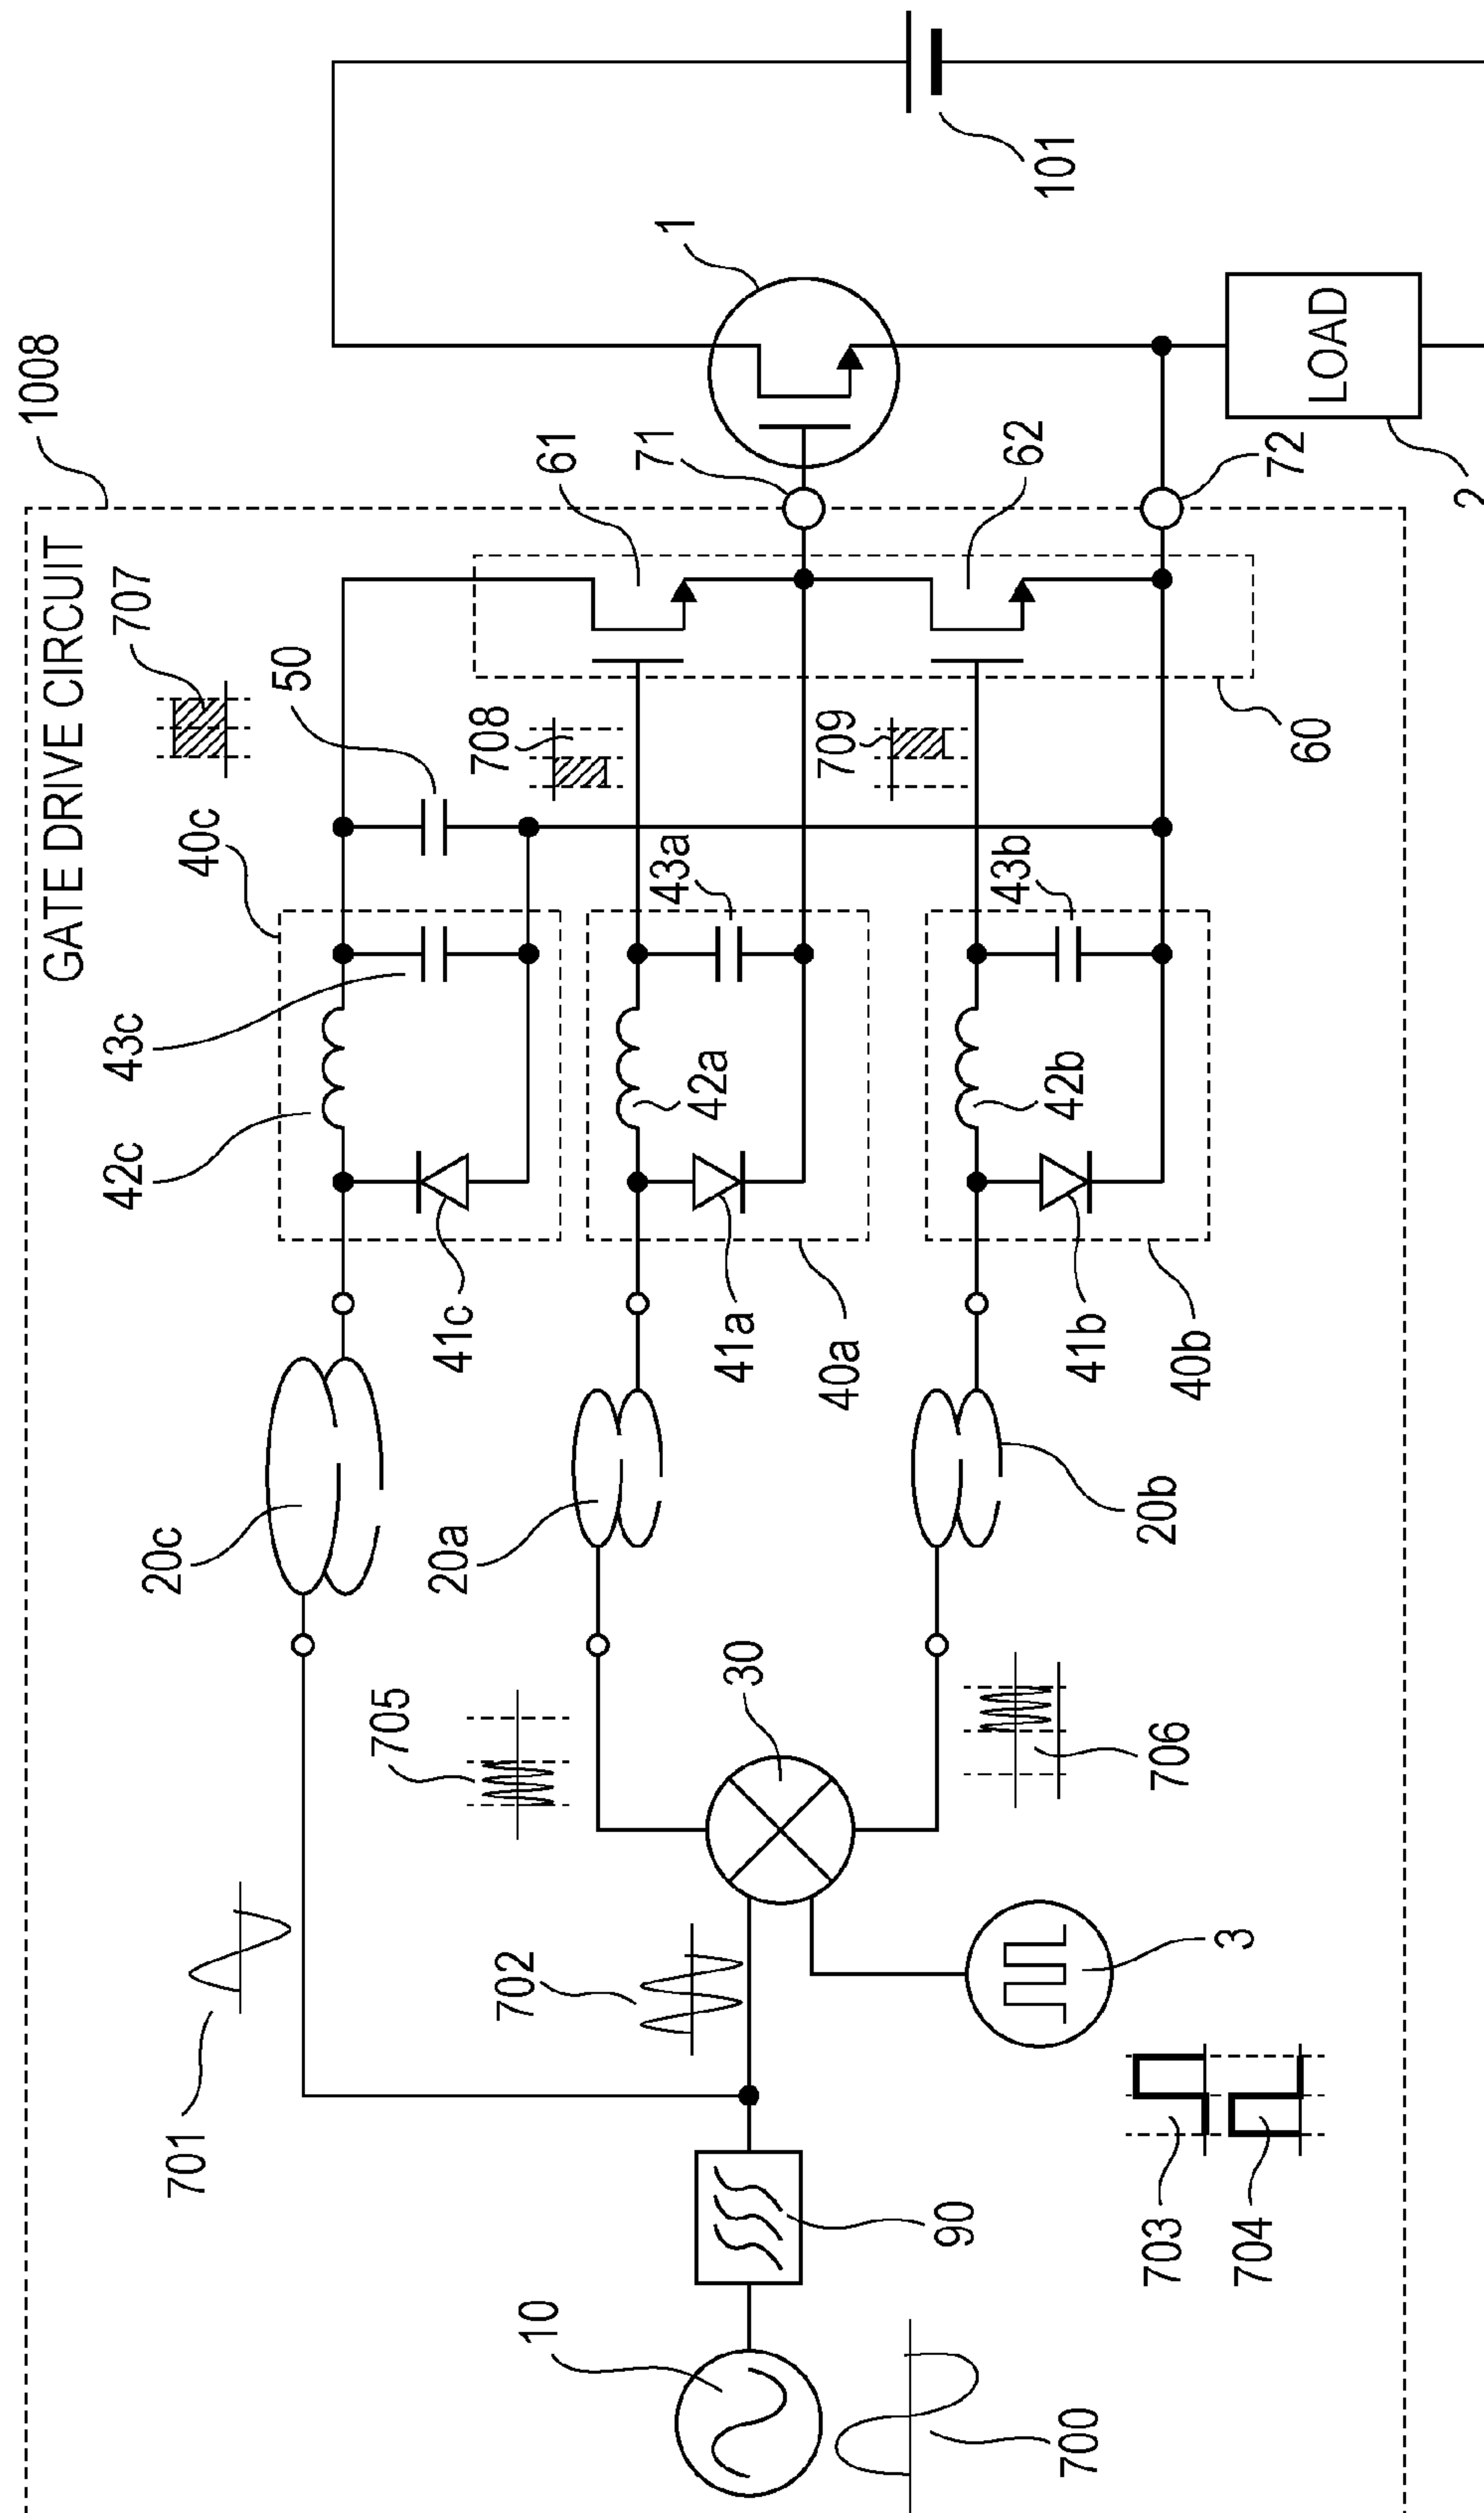 GATE DRIVE CIRCUIT
1008
707
40c
50
43c
42c
41c
20c
701
708
61
71
1
101
43a
42a
41a
40a
20a
705
702
30
709
62
72
LOAD
2
60
43b
42b
41b
40b
20b
706
3
703
704
90
10
700